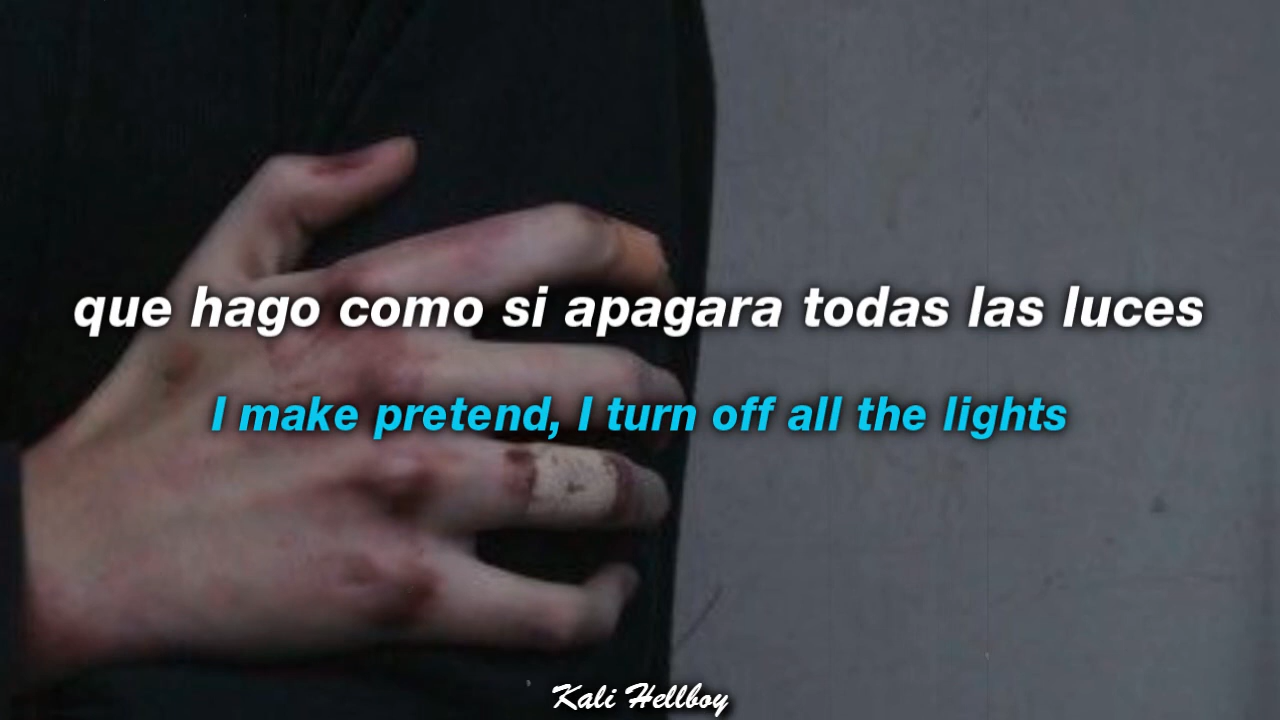 que hago como si apagara todas las luces
I make pretend, I turn off all the lights
Kali Hellboy